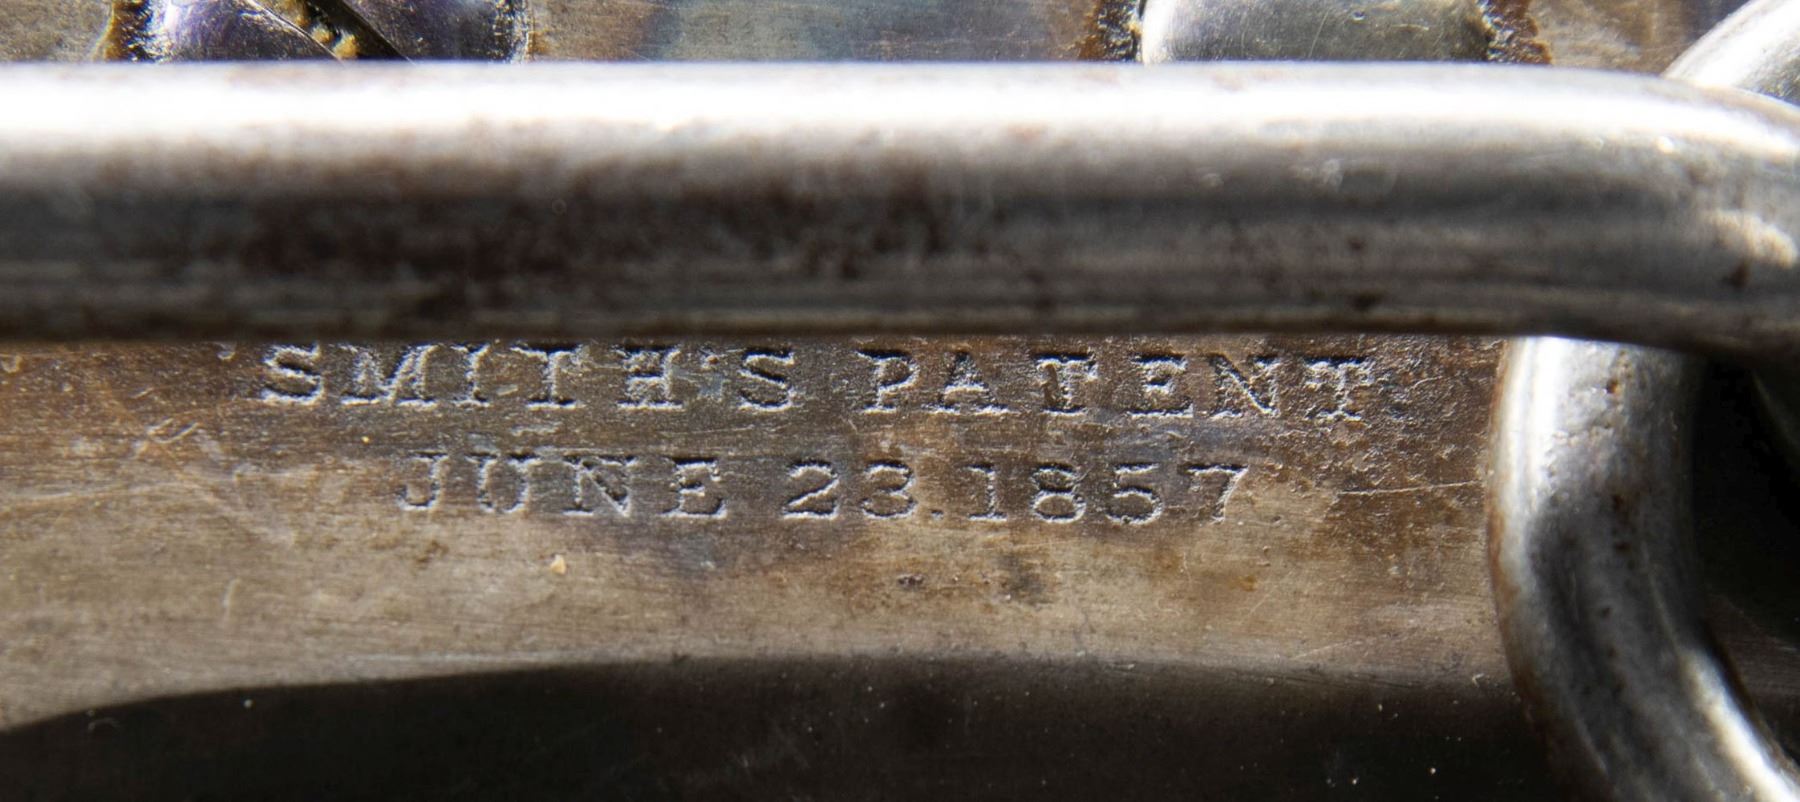 SMITH'S PATENT
JUNE 23.1857